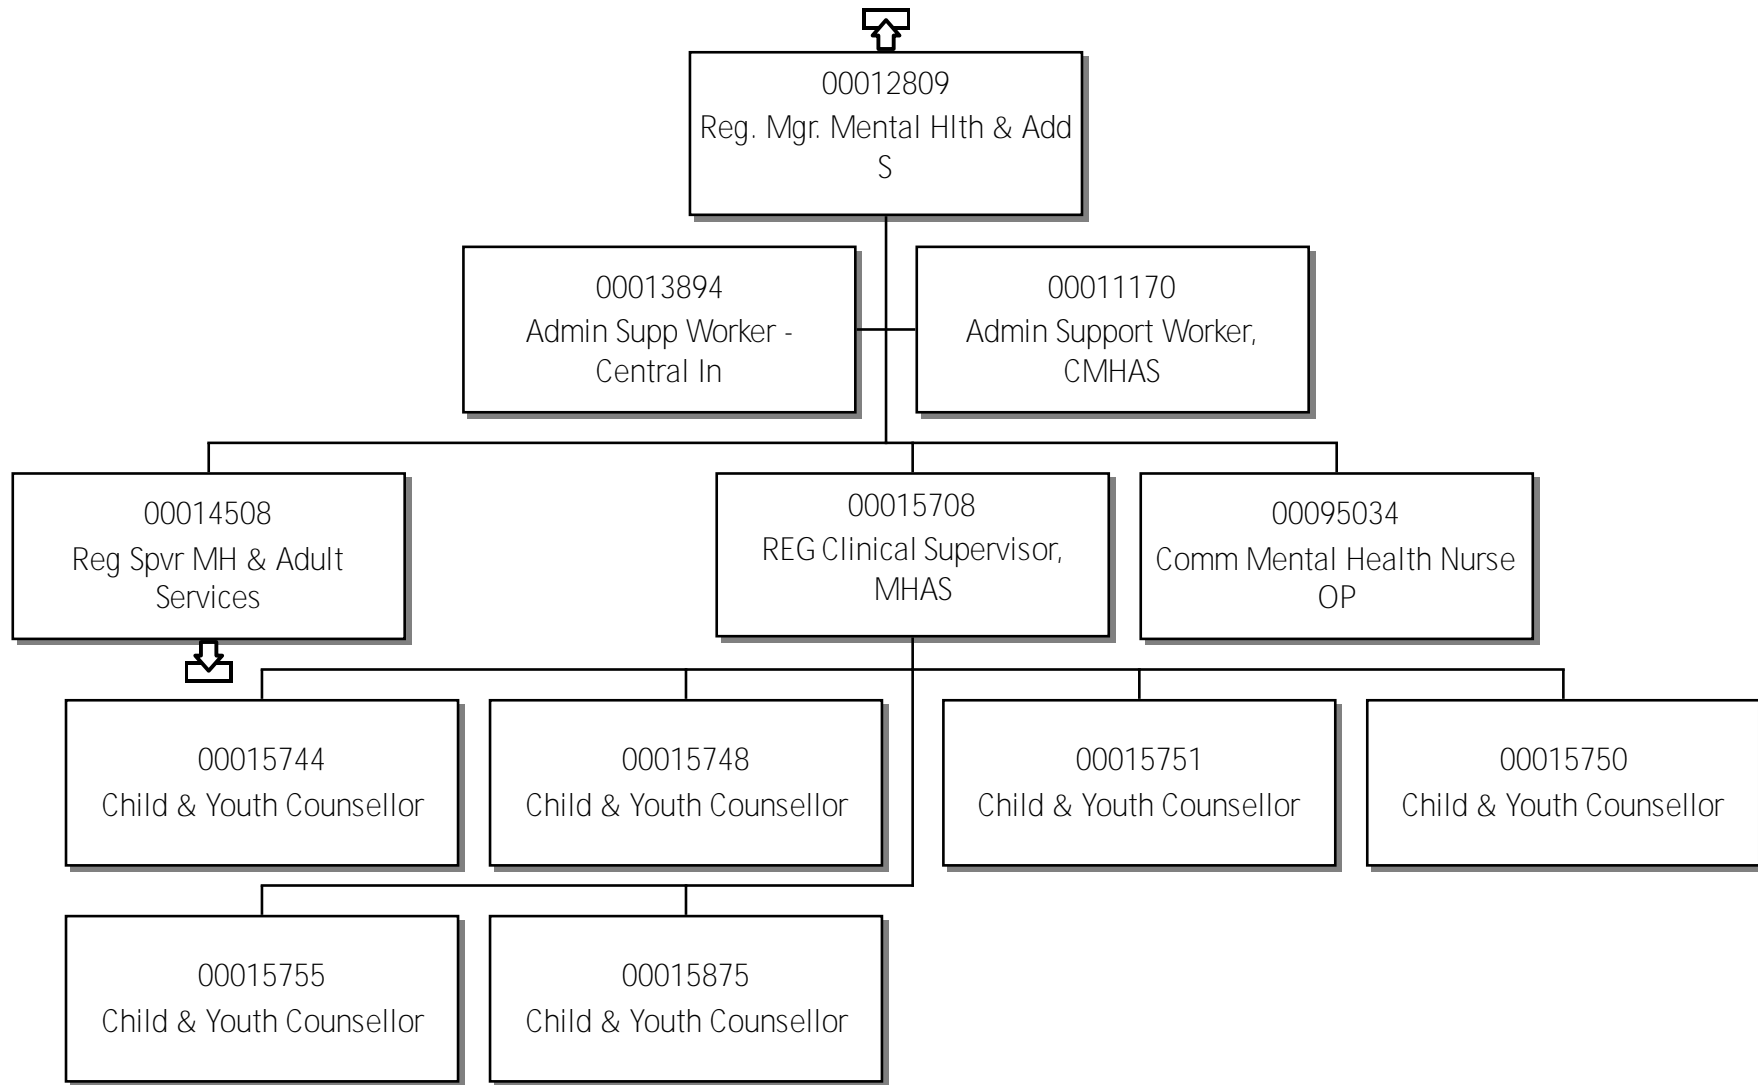 00012809
Reg. Mgr. Mental Hlth & Add
S
00013894
Admin Supp Worker -
Central In
00011170
Admin Support Worker,
CMHAS
00014508
Reg Spvr MH & Adult
Services
00015708
REG Clinical Supervisor,
MHAS
00095034
Comm Mental Health Nurse
OP
00015744
Child & Youth Counsellor
00015748
Child & Youth Counsellor
00015751
Child & Youth Counsellor
00015750
Child & Youth Counsellor
00015755
Child & Youth Counsellor
00015875
Child & Youth Counsellor